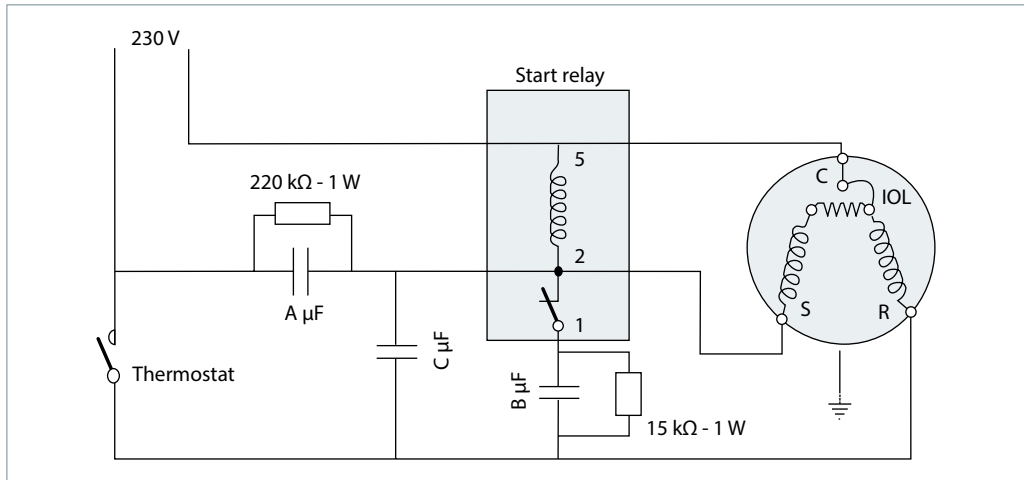 230 V
Start relay
5
C
220 kΩ - 1 W
IOL
2
S
R
A µF
1
C µF
Thermostat
B µF
15 kΩ - 1 W